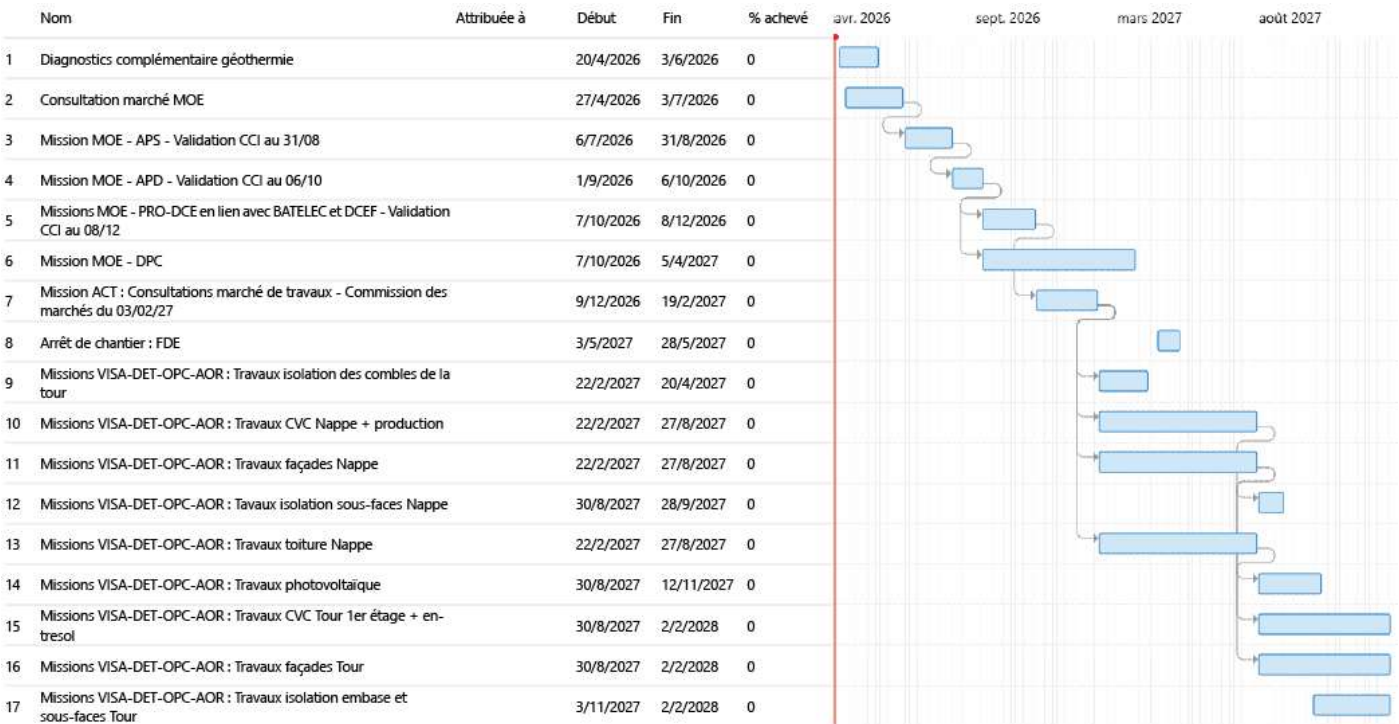 Nom Attribuée à Début Fin % achevé avr. 2026 sept. 2026 mars 2027 août 2027
1 Diagnostics complémentaire géothermie 20/4/2026 3/6/2026 0
2 Consultation marché MOE 27/4/2026 3/7/2026 0
3 Mission MOE - APS - Validation CCI au 31/08 6/7/2026 31/8/2026 0
4 Mission MOE - APD - Validation CCI au 06/10 1/9/2026 6/10/2026 0
5 Missions MOE - PRO-DCE en lien avec BATELEC et DCEF - Validation
CCI au 08/12 7/10/2026 8/12/2026 0
6 Mission MOE - DPC 7/10/2026 5/4/2027 0
7 Mission ACT : Consultations marché de travaux - Commission des
marchés du 03/02/27 9/12/2026 19/2/2027 0
8 Arrêt de chantier : FDE 3/5/2027 28/5/2027 0
9 Missions VISA-DET-OPC-AOR : Travaux isolation des combles de la
tour 22/2/2027 20/4/2027 0
10 Missions VISA-DET-OPC-AOR : Travaux CVC Nappe + production 22/2/2027 27/8/2027 0
11 Missions VISA-DET-OPC-AOR : Travaux façades Nappe 22/2/2027 27/8/2027 0
12 Missions VISA-DET-OPC-AOR : Tavaux isolation sous-faces Nappe 30/8/2027 28/9/2027 0
13 Missions VISA-DET-OPC-AOR : Travaux toiture Nappe 22/2/2027 27/8/2027 0
14 Missions VISA-DET-OPC-AOR : Travaux photovoltaïque 30/8/2027 12/11/2027 0
15 Missions VISA-DET-OPC-AOR : Travaux CVC Tour 1er étage + en-
tresol 30/8/2027 2/2/2028 0
16 Missions VISA-DET-OPC-AOR : Travaux façades Tour 30/8/2027 2/2/2028 0
17 Missions VISA-DET-OPC-AOR : Travaux isolation embase et
sous-faces Tour 3/11/2027 2/2/2028 0